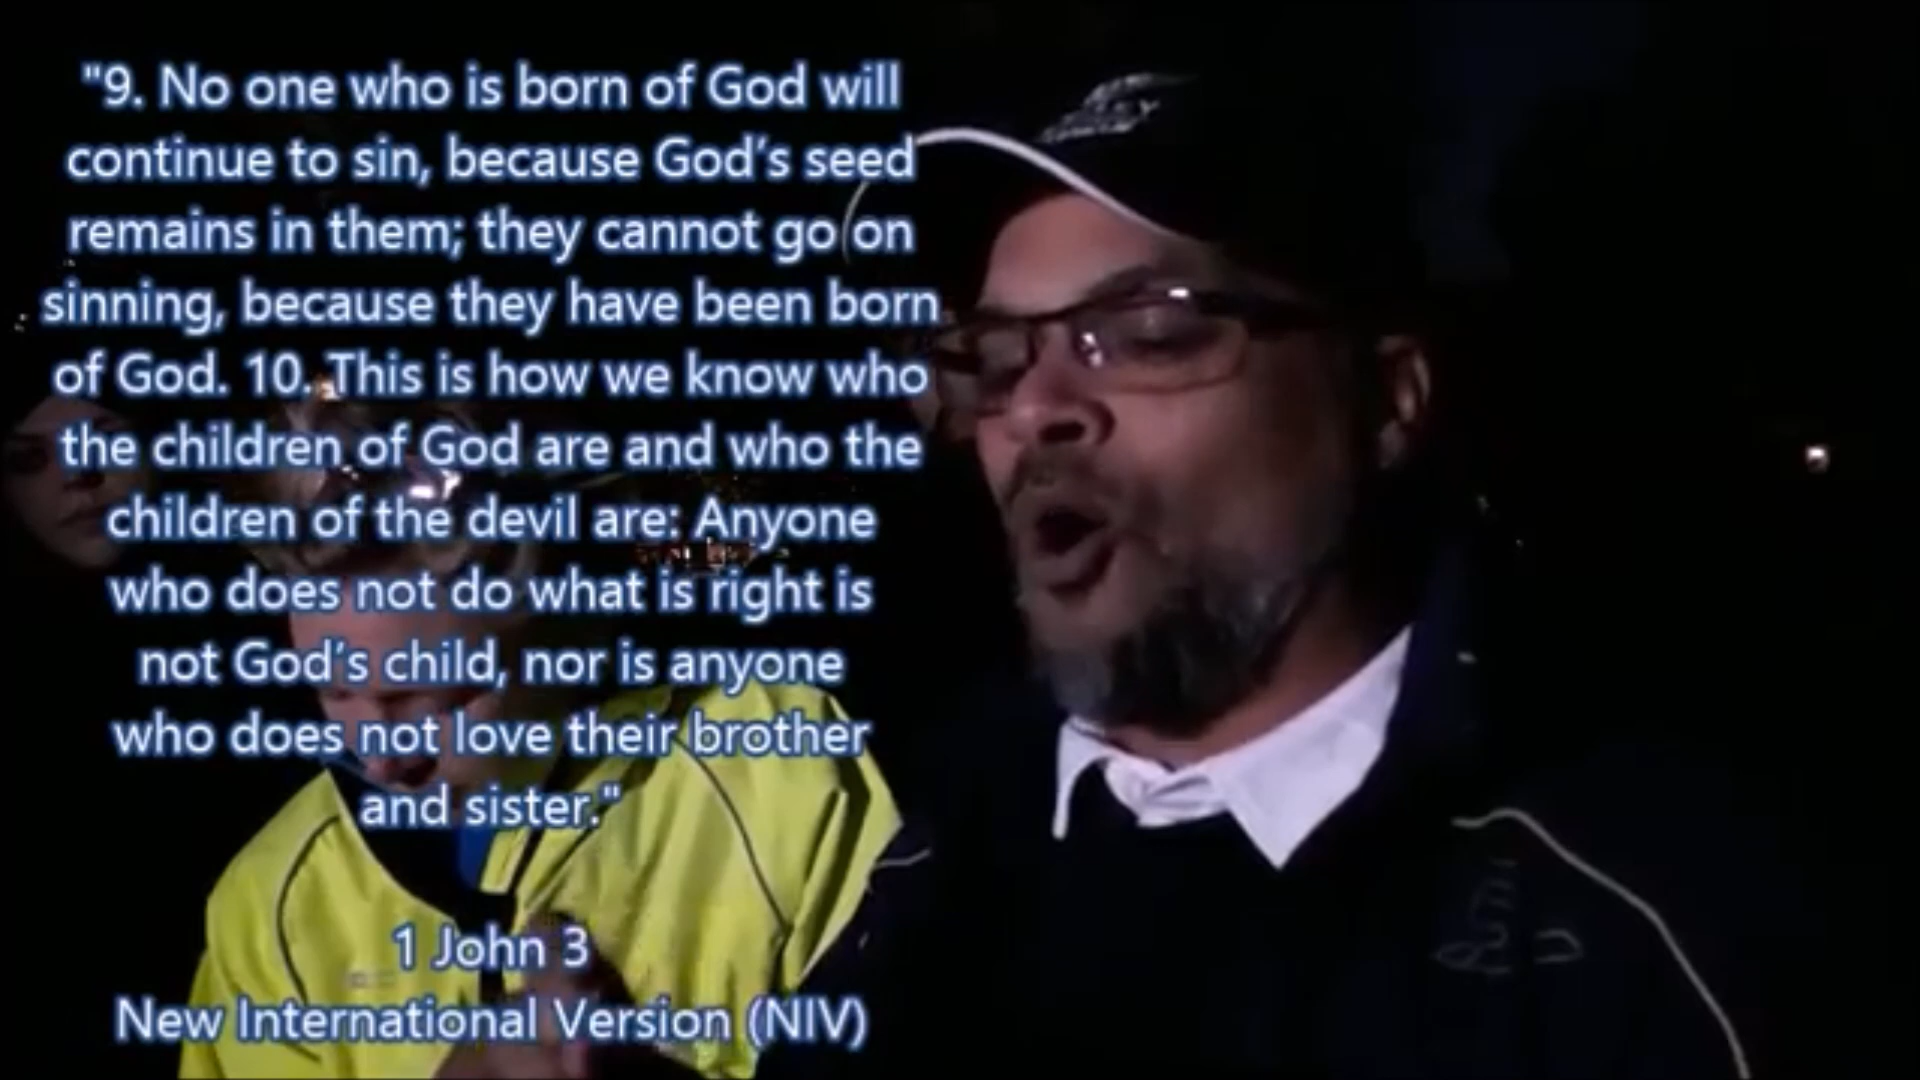 "9. No one who is born of God will
continue to sin, because God's seed
remains in them; they cannot go on
sinning, because they have been born
of God. 10. This is how we know who
the children of God are and who the
children of the devil are: Anyone
who does not do what is right is
not God's child, nor is anyone
who does not love their brother
and sister."
1 John 3
New International Version (NIV)